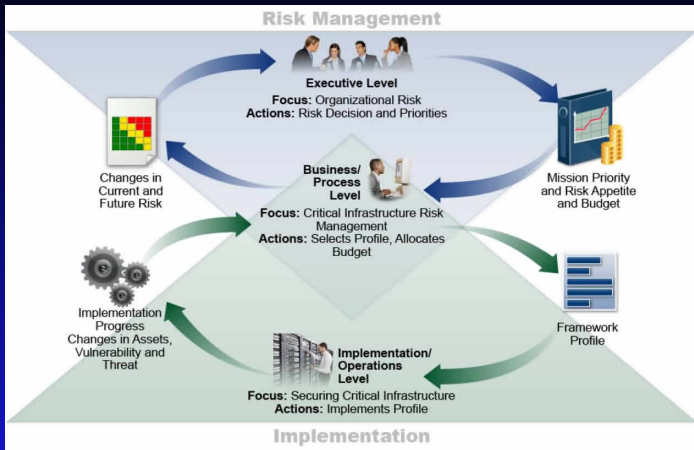 Risk Management
Executive Level
Focus: Organizational Risk
Actions: Risk Decision and Priorities
Changes in
Current and
Future Risk
Mission Priority
and Risk Appetite
and Budget
Business/
Process
Level
Focus: Critical Infrastructure Risk
Management
Actions: Selects Profile, Allocates
Budget
Implementation
Progress
Changes in Assets,
Vulnerability and
Threat
Framework
Profile
Implementation/
Operations
Level
Focus: Securing Critical Infrastructure
Actions: Implements Profile
Implementation